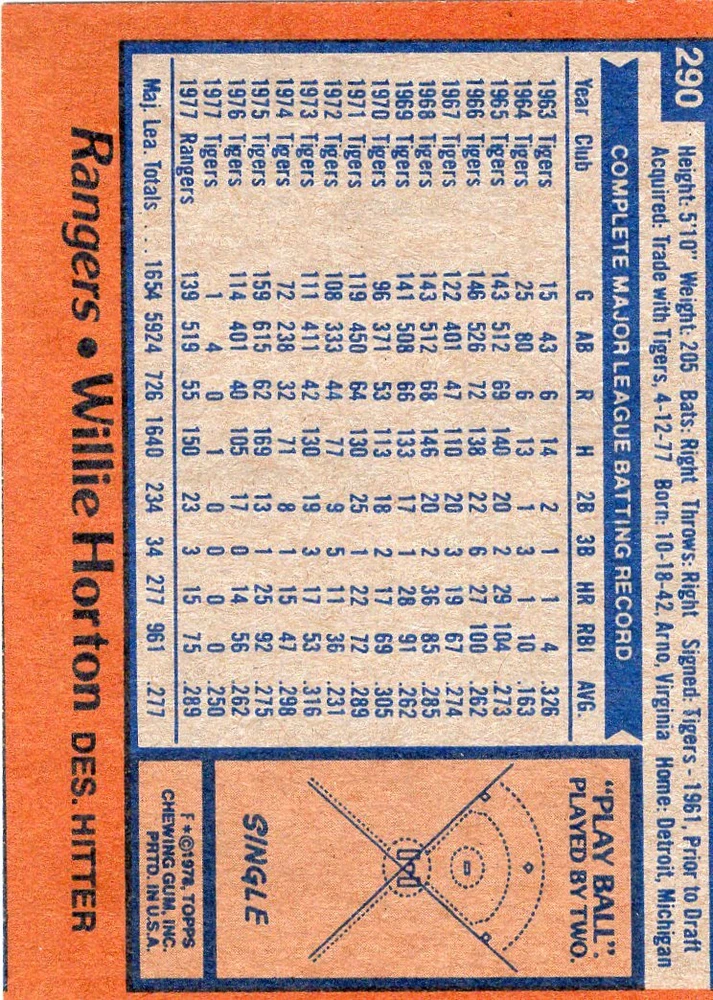 290
Height: 5'10" Weight: 205 Bats: Right Throws: Right Signed: Tigers - 1961, Prior to Draft
Acquired: Trade with Tigers, 4-12-77 Born: 10-18-42, Arno, Virginia Home: Detroit, Michigan
COMPLETE MAJOR LEAGUE BATTING RECORD
Year Club G AB R H 2B 3B HR RBI AVG.
1963 Tigers 15 43 6 14 2 1 1 4 .326
1964 Tigers 25 80 6 13 1 3 1 10 .163
1965 Tigers 143 512 69 140 20 2 29 104 .273
1966 Tigers 146 526 72 138 22 6 27 100 .262
1967 Tigers 122 401 47 110 20 3 19 67 .274
1968 Tigers 143 512 68 146 20 2 36 85 .285
1969 Tigers 141 508 66 133 17 1 28 91 .262
1970 Tigers 96 371 53 113 18 2 17 69 .305
1971 Tigers 119 450 64 130 25 1 22 72 .289
1972 Tigers 108 333 44 77 9 5 11 36 .231
1973 Tigers 111 411 42 130 19 3 17 53 .316
1974 Tigers 72 238 32 71 8 1 15 47 .298
1975 Tigers 159 615 62 169 13 1 25 92 .275
1976 Tigers 114 401 40 105 17 0 14 56 .262
1977 Tigers 1 4 0 1 0 0 0 0 .250
1977 Rangers 139 519 55 150 23 3 15 75 .289
Maj. Lea. Totals . . . 1654 5924 726 1640 234 34 277 961 .277
"PLAY BALL".
PLAYED BY TWO.
SINGLE
F*©1978, TOPPS
CHEWING GUM, INC.
PRTD. IN U.S.A.
Rangers • Willie Horton DES. HITTER